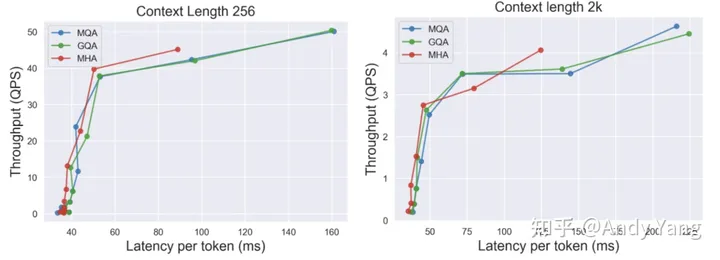 Context Length 256
Throughput (QPS)
50
40
30
20
10
0
MQA
GQA
MHA
40
60
80
100
120
140
160
Latency per token (ms)
Context length 2k
Throughput (QPS)
4
3
2
1
0
MQA
GQA
MHA
50
75
100
125
150
175
200
225
Latency per token (ms)
知乎 @AndyYang